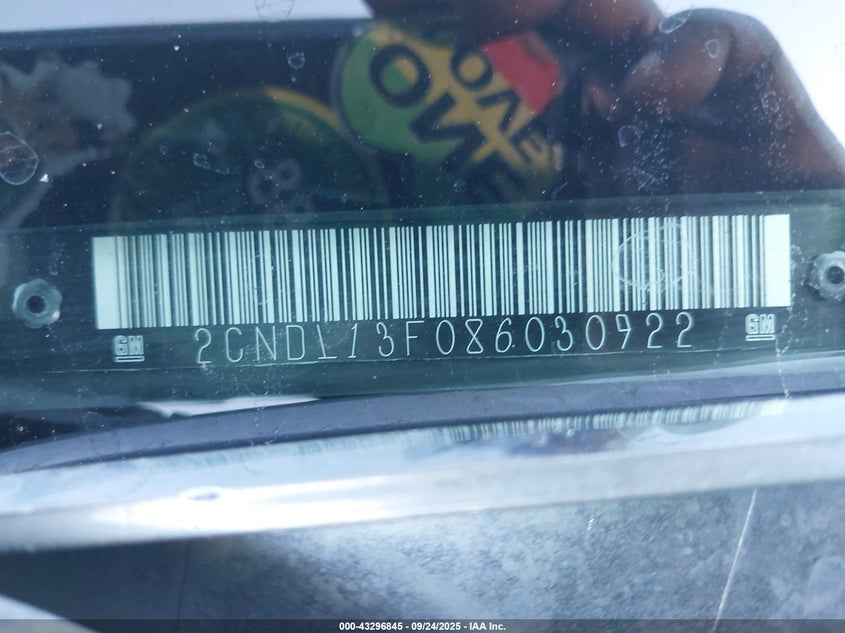 GM 2CNDL13F086030922 GM
000-43296845 - 09/24/2025 - IAA Inc.